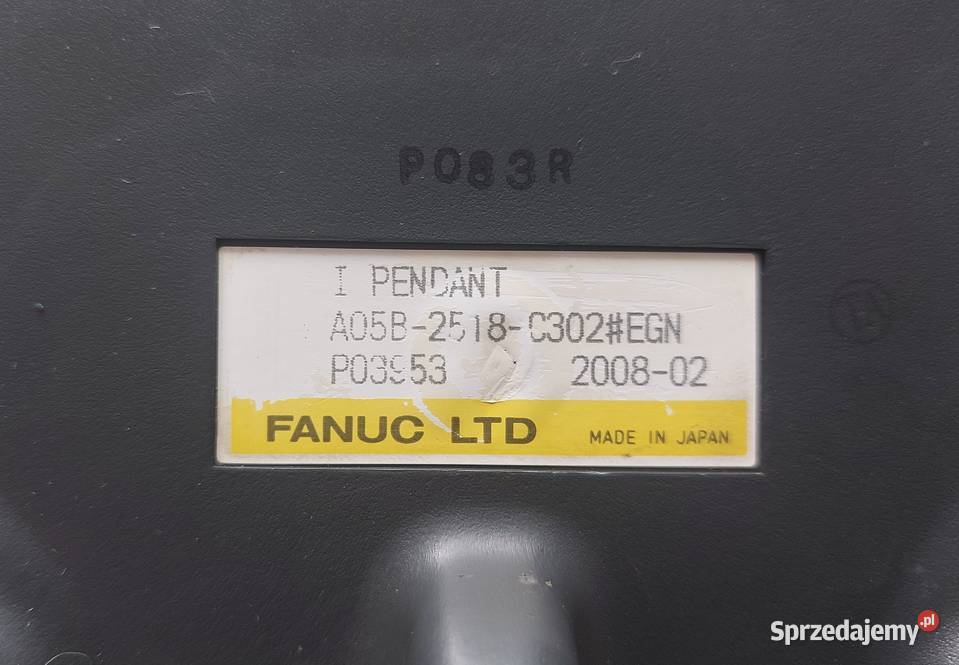 P083R
I PENDANT
A05B-2518-C302#EGN
P03953 2008-02
FANUC LTD MADE IN JAPAN
Sprzedajemy.pl